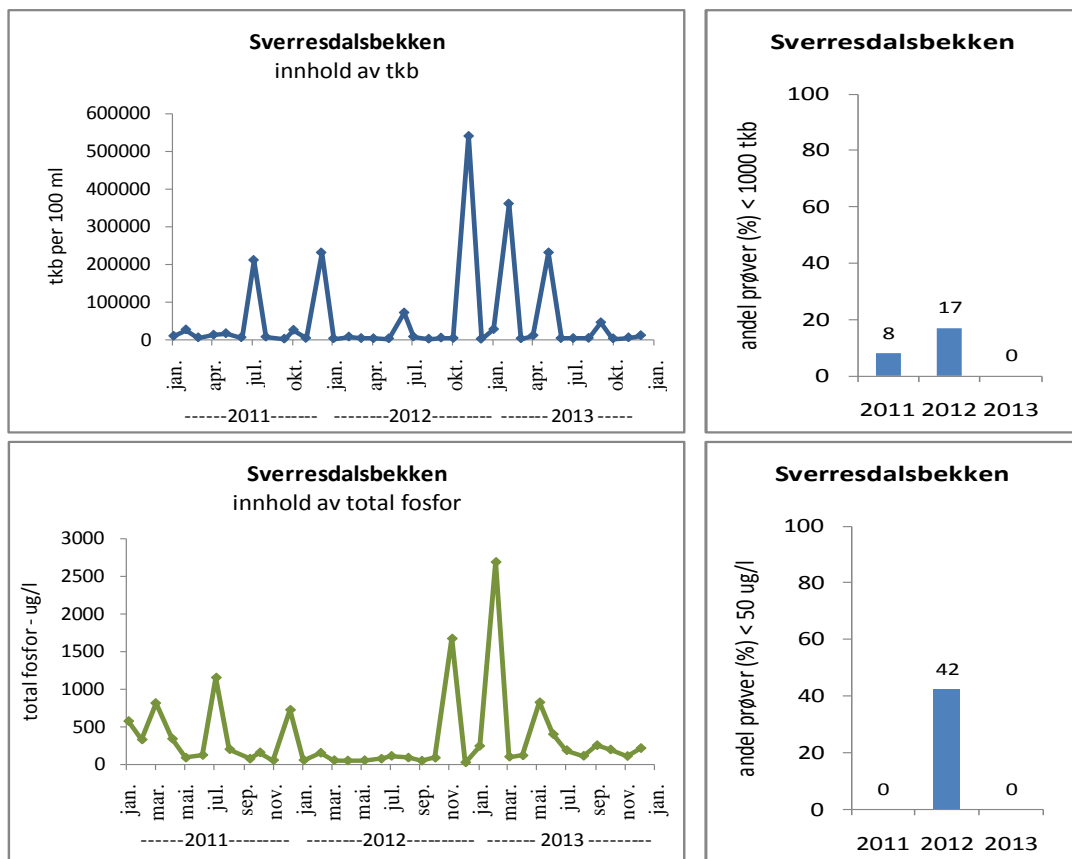 Sverresdalsbekken
innhold av tkb
tkb per 100 ml
600000
500000
400000
300000
200000
100000
0
jan.
apr.
jul.
okt.
jan.
apr.
jul.
okt.
jan.
apr.
jul.
okt.
jan.
------2011-------- --------2012------------ -------2013 -----
Sverresdalsbekken
andel prøver (%) < 1000 tkb
100
80
60
40
20
0
8
17
0
2011 2012 2013
Sverresdalsbekken
innhold av total fosfor
total fosfor - ug/l
3000
2500
2000
1500
1000
500
0
jan.
mar.
mai.
jul.
sep.
nov.
jan.
mar.
mai.
jul.
sep.
nov.
jan.
mar.
mai.
jul.
sep.
nov.
jan.
-------2011--------- ---------2012----------- -------- 2013 ----------
Sverresdalsbekken
andel prøver (%) < 50 ug/l
100
80
60
40
20
0
0
42
0
2011 2012 2013